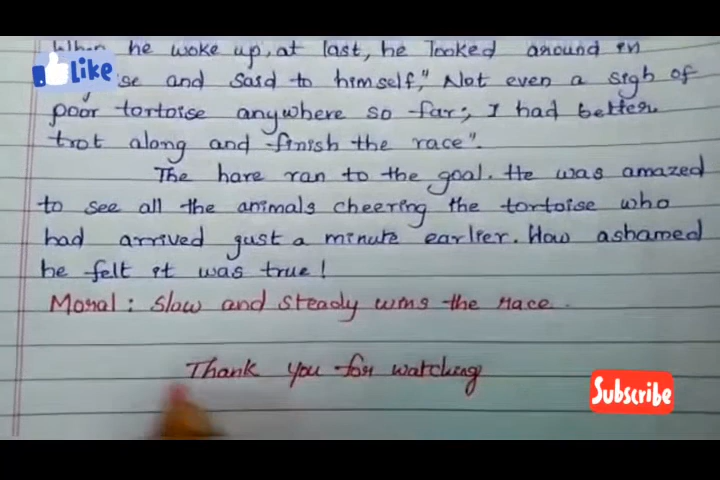 When he woke up, at last, he looked around in
Like
se and said to himself," Not even a sigh of
poor tortoise anywhere so far; I had better
trot along and finish the race".
The hare ran to the goal. He was amazed
to see all the animals cheering the tortoise who
had arrived just a minute earlier. How ashamed
he felt it was true!
Moral: Slow and steady wins the race.
Thank you for watching
Subscribe